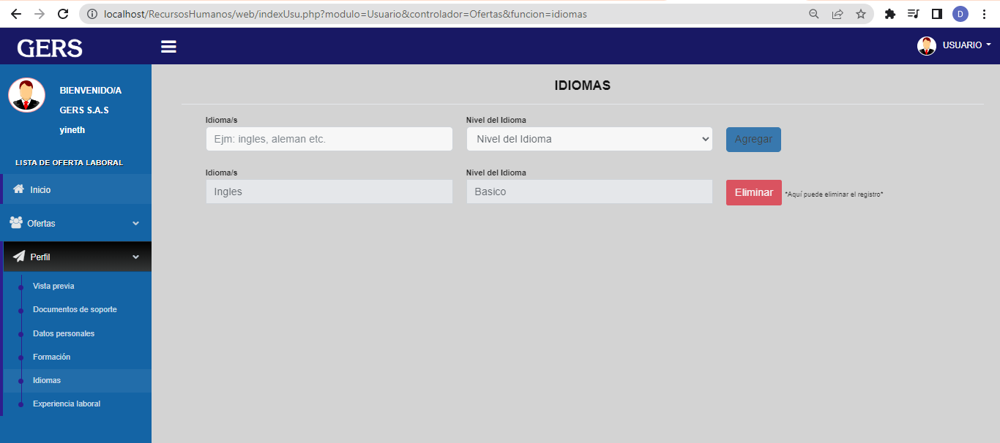 localhost/RecursosHumanos/web/indexUsu.php?modulo=Usuario&controlador=Ofertas&funcion=idiomas
D
GERS
USUARIO
BIENVENIDO/A
GERS S.A.S
yineth
LISTA DE OFERTA LABORAL
Inicio
Ofertas
Perfil
Vista previa
Documentos de soporte
Datos personales
Formación
Idiomas
Experiencia laboral
IDIOMAS
Idioma/s
Nivel del Idioma
Ejm: ingles, aleman etc.
Nivel del Idioma
Agregar
Idioma/s
Nivel del Idioma
Ingles
Basico
Eliminar
*Aquí puede eliminar el registro*